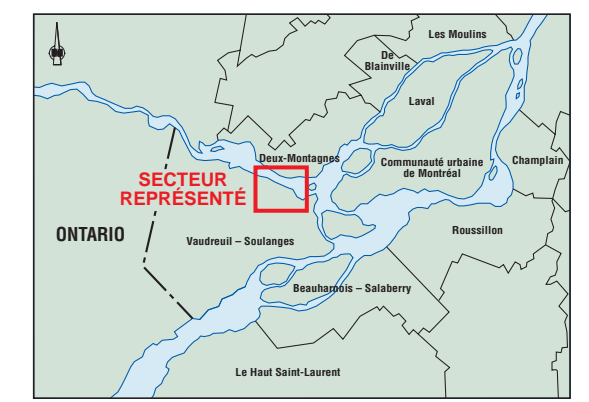 Les Moulins
De
Blainville
Laval
Deux-Montagnes
Communauté urbaine
de Montréal
Champlain
SECTEUR
REPRÉSENTÉ
ONTARIO
Vaudreuil – Soulanges
Roussillon
Beauharnois – Salaberry
Le Haut Saint-Laurent